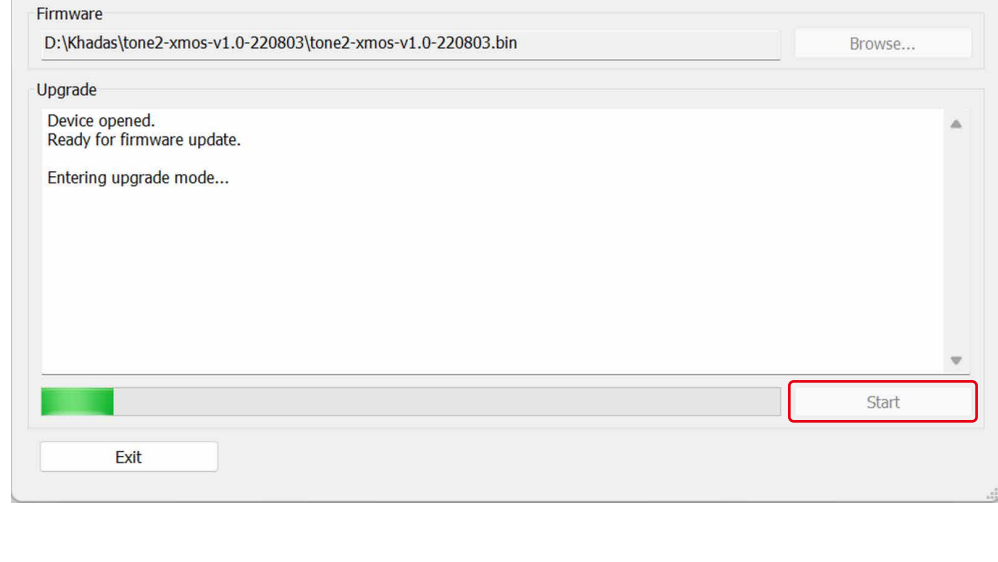 Firmware
D:\Khadas\tone2-xmos-v1.0-220803\tone2-xmos-v1.0-220803.bin
Browse...
Upgrade
Device opened.
Ready for firmware update.
Entering upgrade mode...
Start
Exit